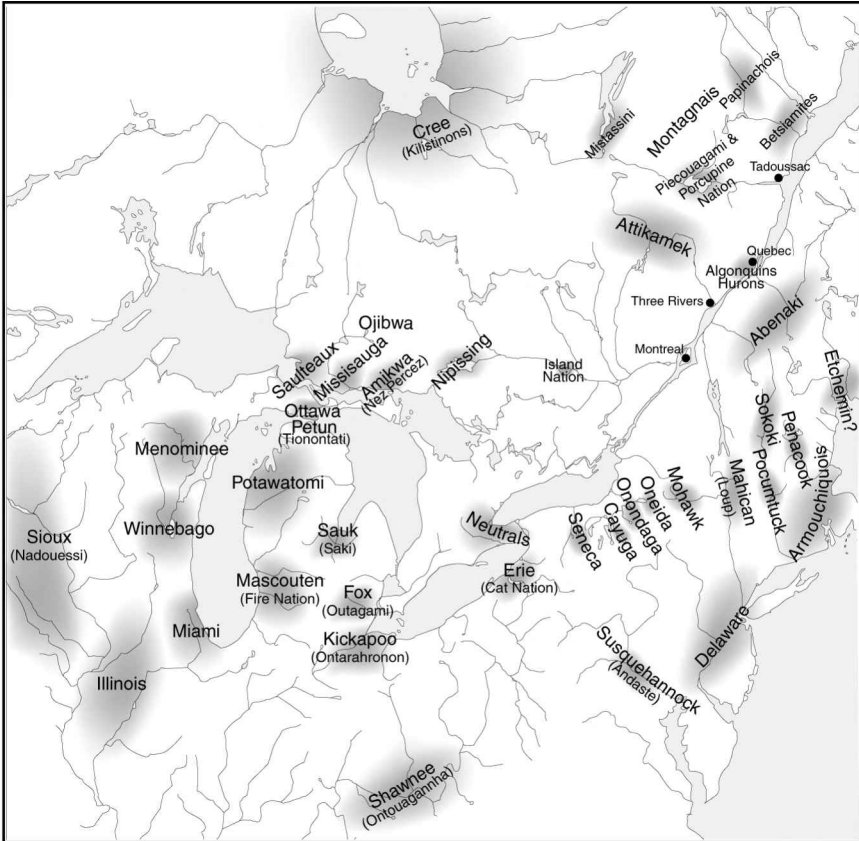 Cree
(Kilistinons)
Mistassini
Montagnais
Papinachois
Betsiamites
Piecouagami &
Porcupine
Nation
Tadoussac
Attikamek
Quebec
Algonquins
Hurons
Three Rivers
Abenaki
Montreal
Ojibwa
Saulteaux
Missisauga
Amikwa
(Nez Percez)
Nipissing
Island
Nation
Etchemin?
Ottawa
Petun
(Tionontati)
Menominee
Potawatomi
Sokoki
Penacook
Pocumtuck
Armouchiquois
Mahican
(Loup)
Mohawk
Oneida
Onondaga
Cayuga
Seneca
Neutrals
Sioux
(Nadouessi)
Winnebago
Sauk
(Saki)
Erie
(Cat Nation)
Mascouten
(Fire Nation)
Fox
(Outagami)
Miami
Kickapoo
(Ontarahronon)
Delaware
Susquehannock
(Andaste)
Illinois
Shawnee
(Ontouagannha)